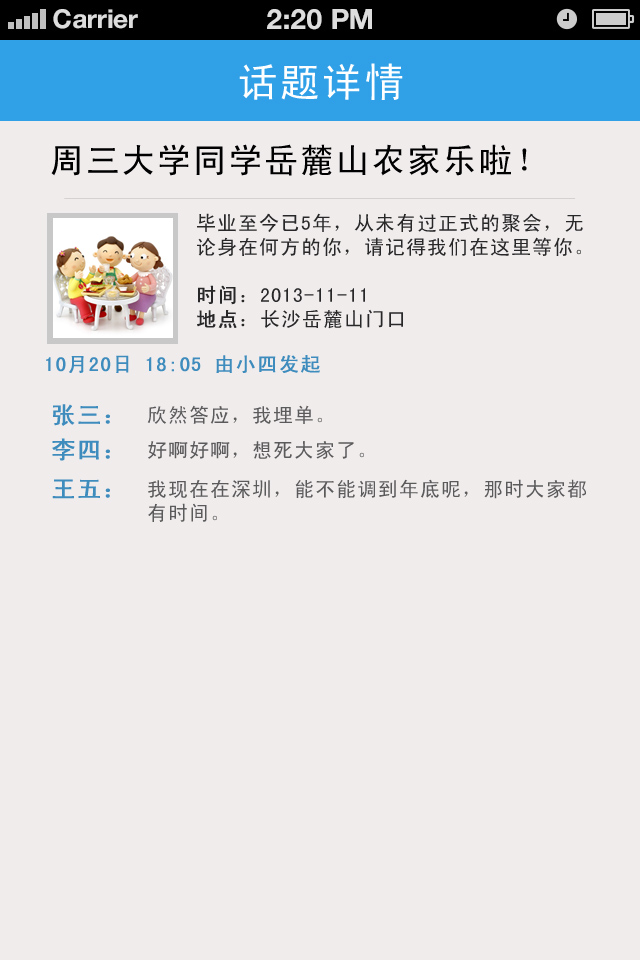 Carrier 2:20 PM
话题详情
周三大学同学岳麓山农家乐啦!
毕业至今已5年，从未有过正式的聚会，无
论身在何方的你，请记得我们在这里等你。
时间：2013-11-11
地点：长沙岳麓山门口
10月20日 18:05 由小四发起
张三： 欣然答应，我埋单。
李四： 好啊好啊，想死大家了。
王五： 我现在在深圳，能不能调到年底呢，那时大家都
有时间。